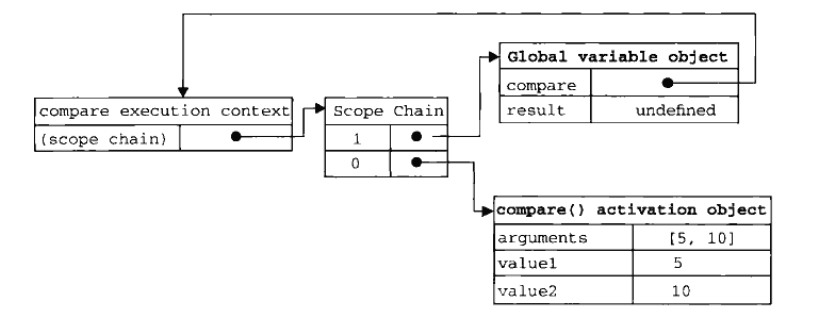 Global variable object
compare
result undefined
compare execution context
(scope chain)
Scope Chain
1
0
compare() activation object
arguments [5, 10]
value1 5
value2 10